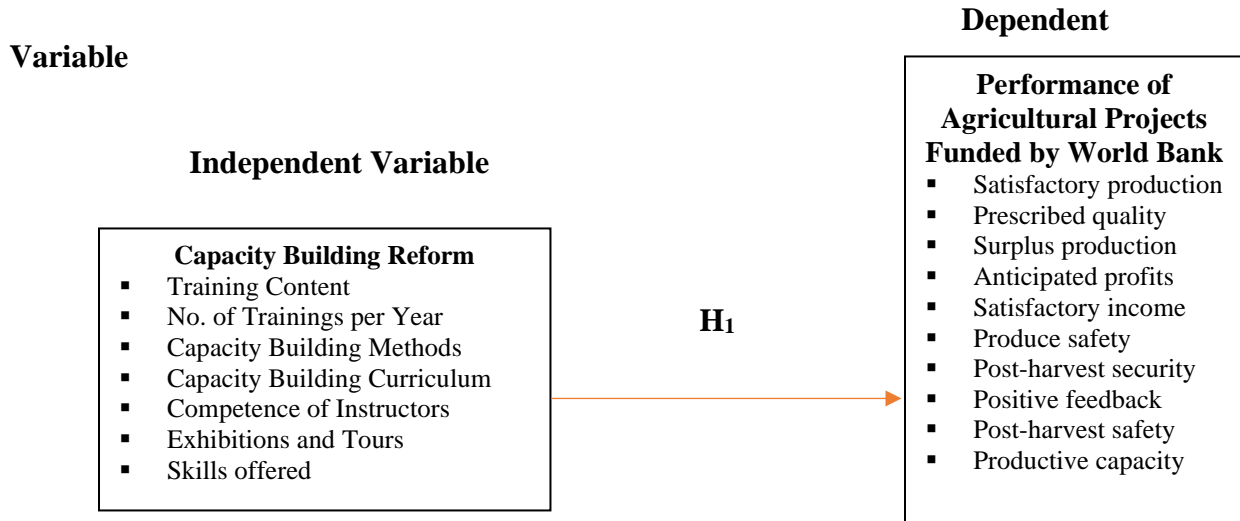 Dependent
Variable
Independent Variable
Capacity Building Reform
▪ Training Content
▪ No. of Trainings per Year
▪ Capacity Building Methods
▪ Capacity Building Curriculum
▪ Competence of Instructors
▪ Exhibitions and Tours
▪ Skills offered
H₁
Performance of
Agricultural Projects
Funded by World Bank
▪ Satisfactory production
▪ Prescribed quality
▪ Surplus production
▪ Anticipated profits
▪ Satisfactory income
▪ Produce safety
▪ Post-harvest security
▪ Positive feedback
▪ Post-harvest safety
▪ Productive capacity